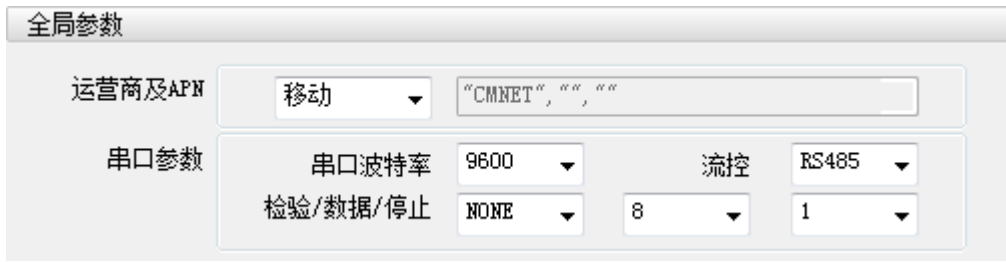 全局参数
运营商及APN 移动 "CMNET", "", ""
串口参数 串口波特率 9600 流控 RS485
检验/数据/停止 NONE 8 1